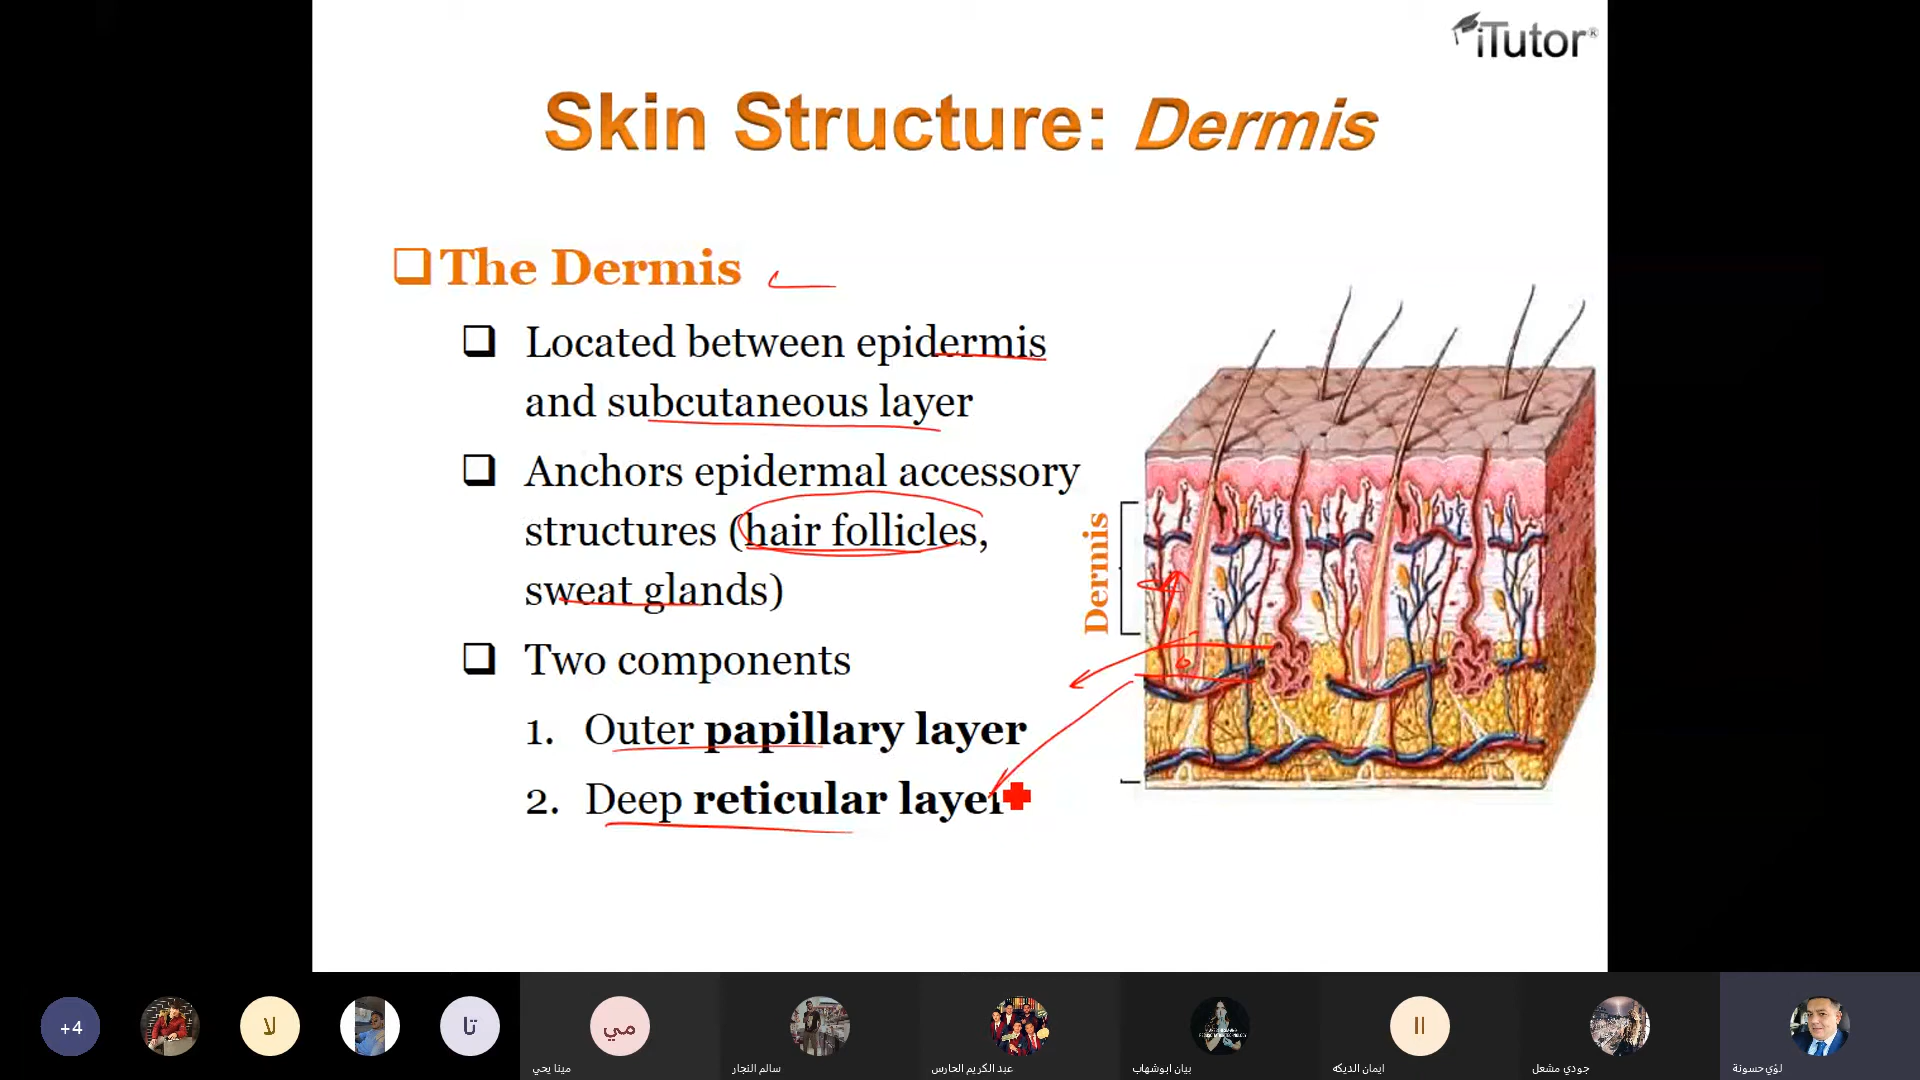 iTutor®
Skin Structure: Dermis
The Dermis
Located between epidermis
and subcutaneous layer
Anchors epidermal accessory
structures (hair follicles,
sweat glands)
Two components
1. Outer papillary layer
2. Deep reticular layer
Dermis
+4
لا
تا
مي
اا
مينا يحي
سالم النجار
عبد الكريم الحارس
بيان ابوشهاب
ايمان الديكه
جودي مشعل
لؤي حسونة